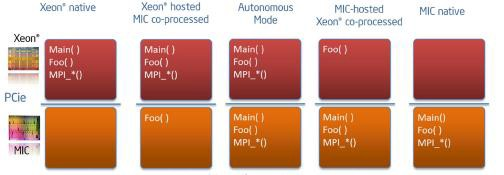 Xeon® native
Xeon® hosted
MIC co-processed
Autonomous
Mode
MIC-hosted
Xeon® co-processed
MIC native
Xeon®
Main( )
Foo( )
MPI_*()
Main( )
Foo( )
MPI_*()
Main( )
Foo( )
MPI_*()
Foo( )
PCie
MIC
Foo( )
Main( )
Foo( )
MPI_*()
Main( )
Foo( )
MPI_*()
Main()
Foo( )
MPI_*()